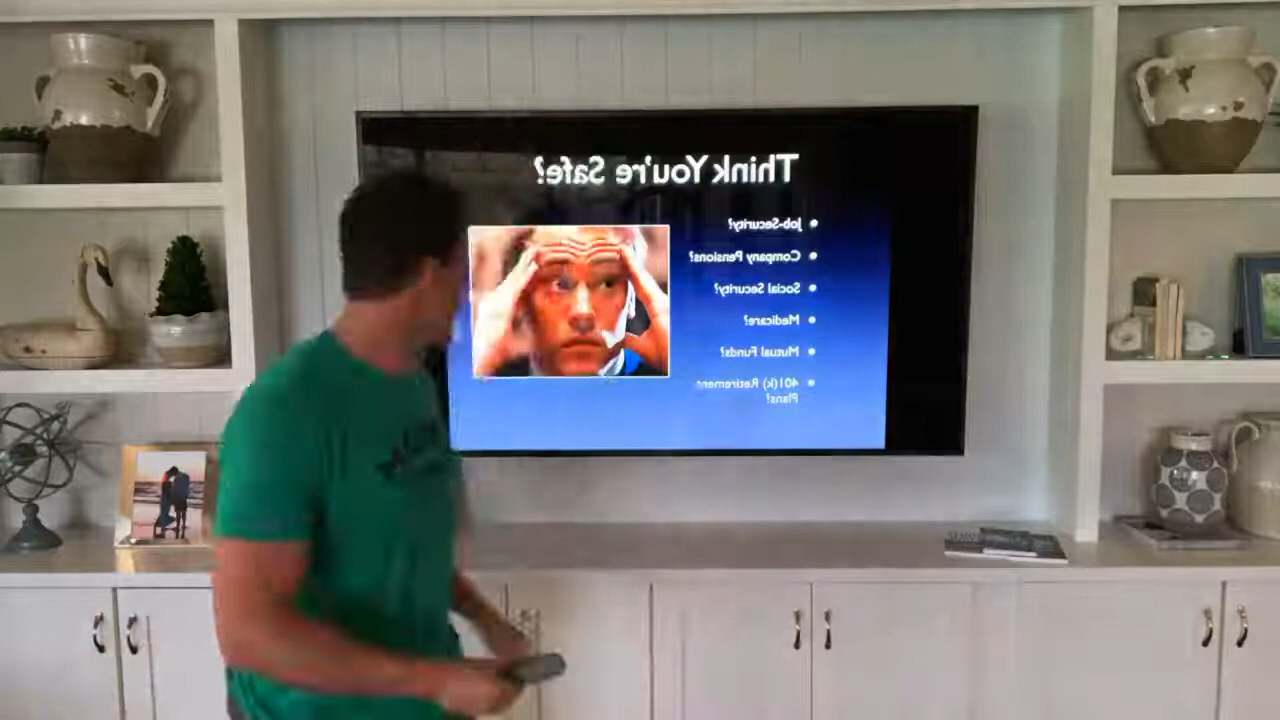 Think You're Safe?
• Job-Security?
• Company Pensions?
• Social Security?
• Medicare?
• Mutual Funds?
• 401(k) Retirement
Plans?